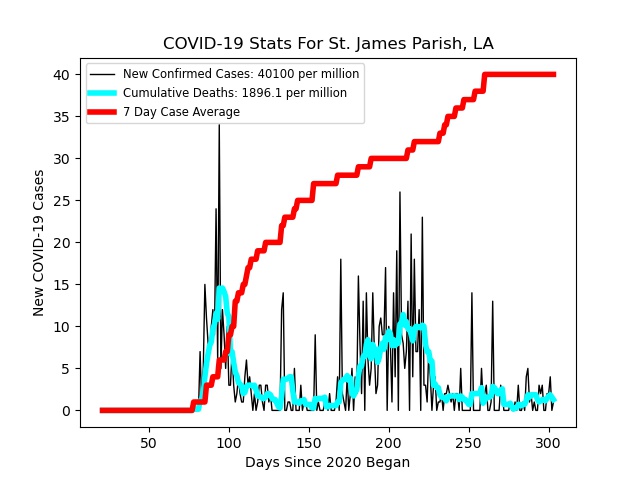 COVID-19 Stats For St. James Parish, LA
New Confirmed Cases: 40100 per million
Cumulative Deaths: 1896.1 per million
7 Day Case Average
40
35
30
25
20
15
10
5
0
New COVID-19 Cases
50 100 150 200 250 300
Days Since 2020 Began